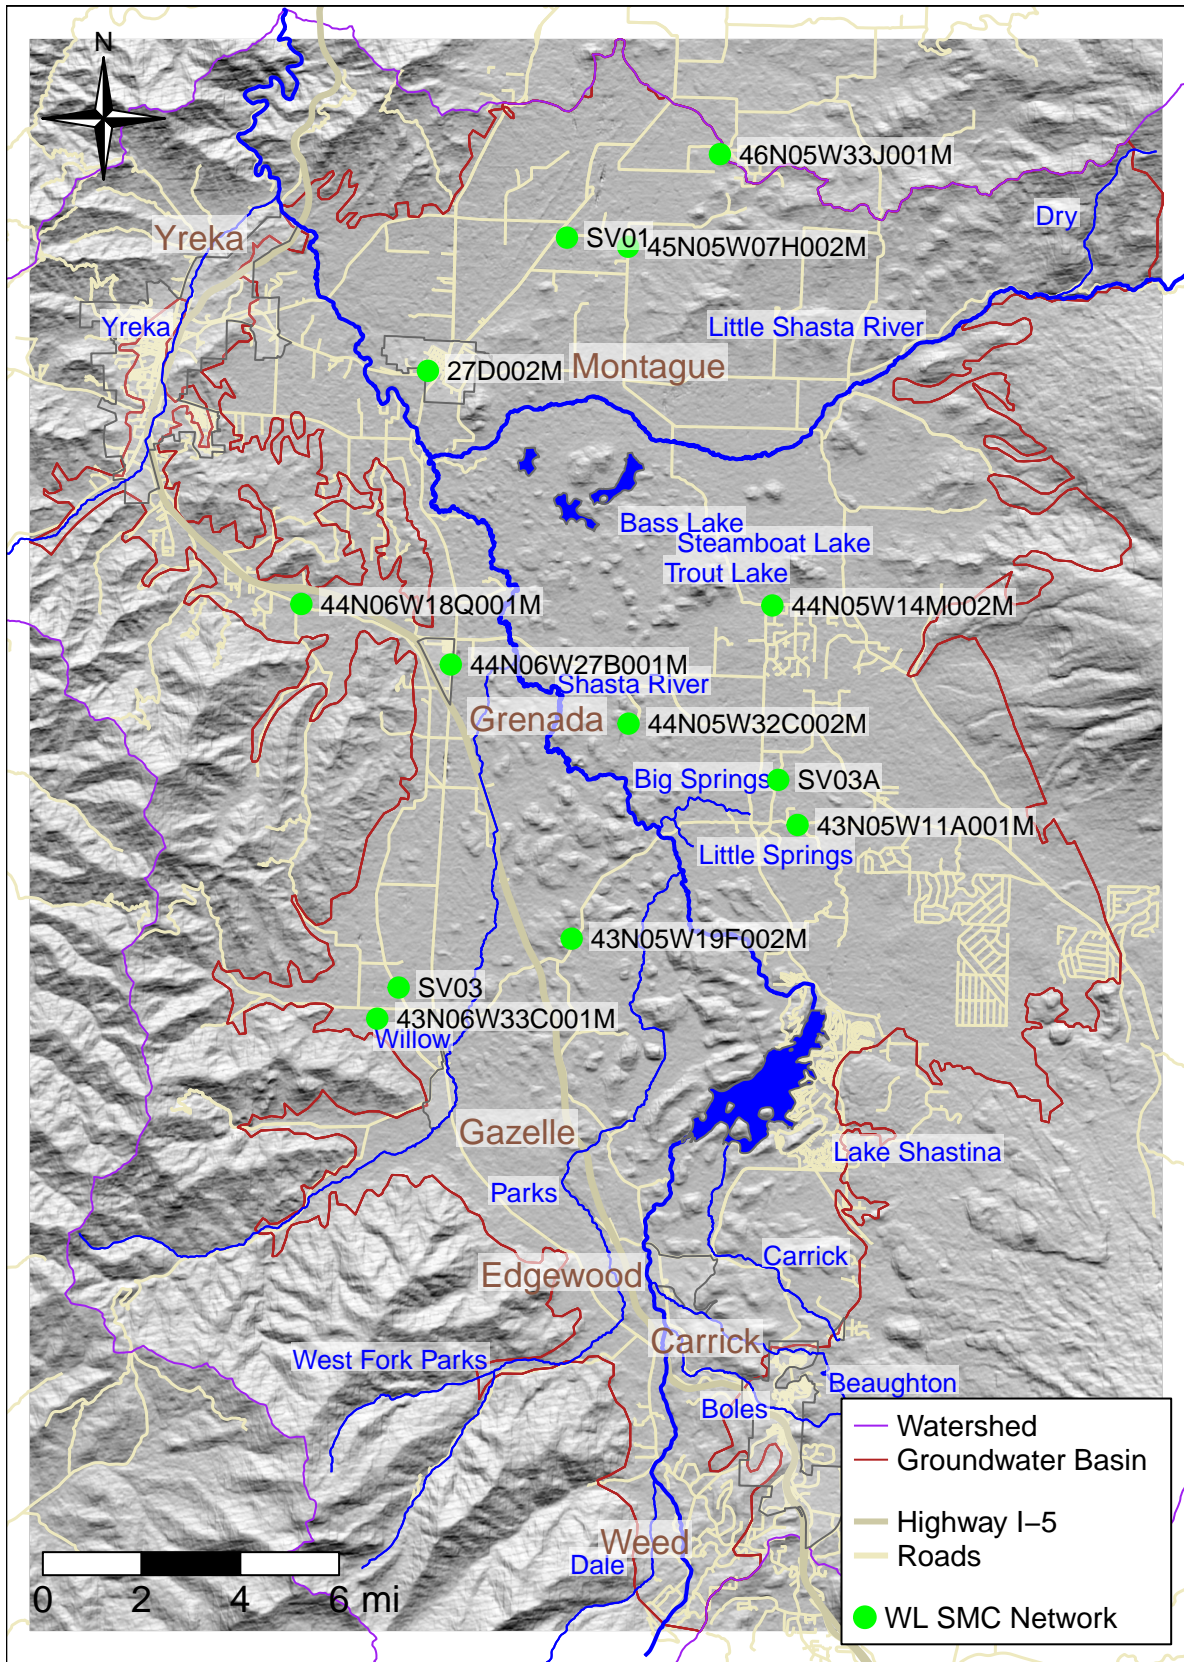 N
46N05W33J001M
Dry
Yreka
SV01
45N05W07H002M
Yreka
Little Shasta River
27D002M
Montague
Bass Lake
Steamboat Lake
Trout Lake
44N06W18Q001M
44N05W14M002M
44N06W27B001M
Shasta River
Grenada
44N05W32C002M
Big Springs
SV03A
43N05W11A001M
Little Springs
43N05W19F002M
SV03
43N06W33C001M
Willow
Gazelle
Lake Shastina
Parks
Carrick
Edgewood
Carrick
West Fork Parks
Beaughton
Boles
Watershed
Groundwater Basin
Highway I−5
Roads
WL SMC Network
Weed
Dale
0 2 4 6 mi